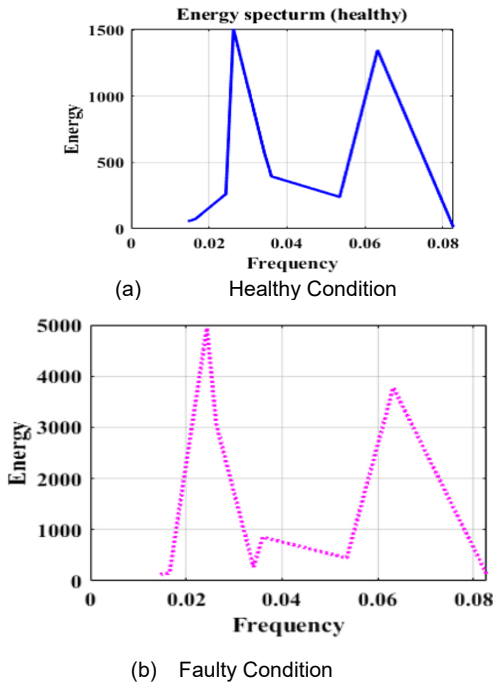 Energy specturm (healthy)
1500
1000
500
0
Energy
0 0.02 0.04 0.06 0.08
Frequency
(a) Healthy Condition
5000
4000
3000
2000
1000
0
Energy
0 0.02 0.04 0.06 0.08
Frequency
(b) Faulty Condition